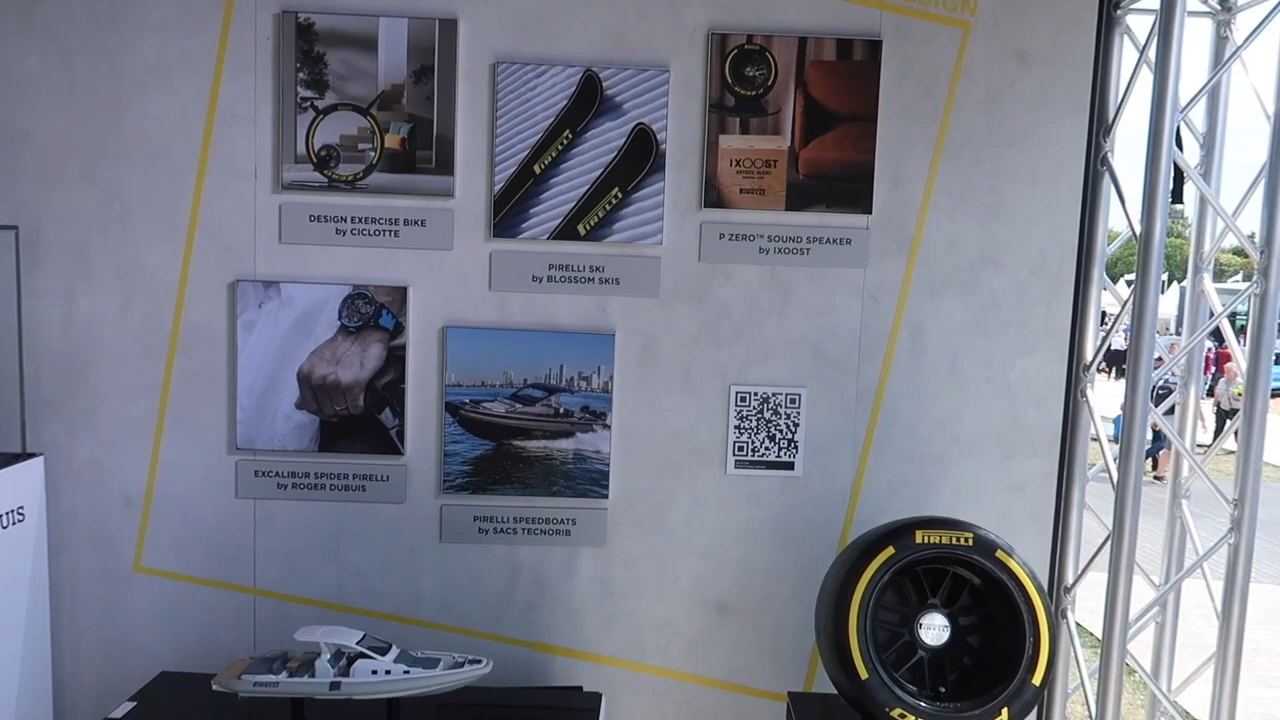 DESIGN
PIRELLI
PIRELLI
IXOOST
DESIGN EXERCISE BIKE
by CICLOTTE
PIRELLI SKI
by BLOSSOM SKIS
P ZERO™ SOUND SPEAKER
by iXOOST
EXCALIBUR SPIDER PIRELLI
by ROGER DUBUIS
PIRELLI SPEEDBOATS
by SACS TECNORIB
UIS
PIRELLI
PIRELLI
PIRELLI